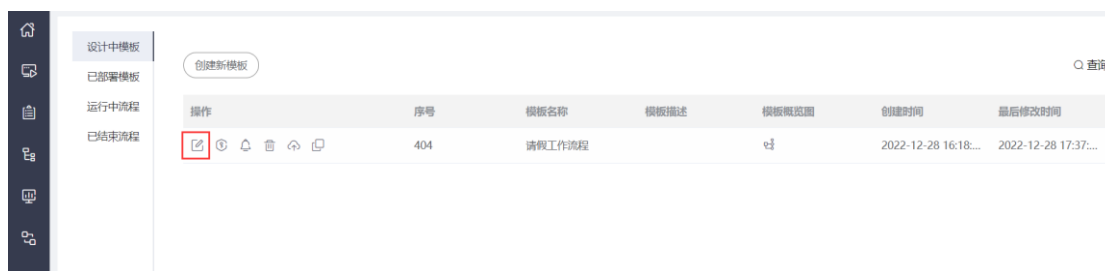 设计中模板
已部署模板
运行中流程
已结束流程
创建新模板
查询
操作 序号 模板名称 模板描述 模板概览图 创建时间 最后修改时间
404 请假工作流程 2022-12-28 16:18:... 2022-12-28 17:37:...